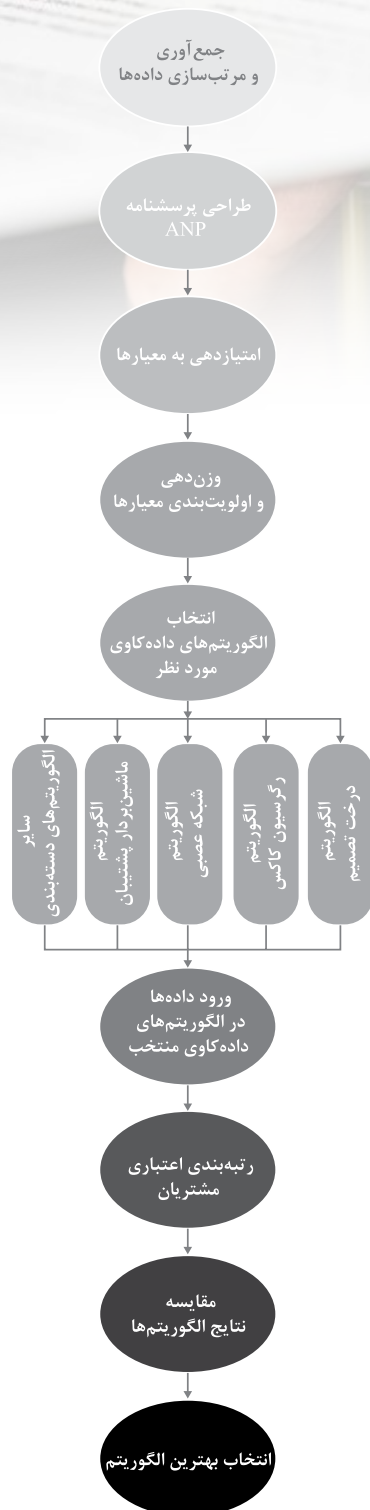 جمع‌آوری
و مرتب‌سازی داده‌ها
طراحی پرسشنامه
ANP
امتیازدهی به معیارها
وزن‌دهی
و اولویت‌بندی معیارها
انتخاب
الگوریتم‌های داده‌کاوی
مورد نظر
الگوریتم
درخت تصمیم
الگوریتم
رگرسیون کاکس
الگوریتم
شبکه عصبی
الگوریتم
ماشین‌بردار پشتیبان
سایر
الگوریتم‌های دسته‌بندی
ورود داده‌ها
در الگوریتم‌های
داده‌کاوی منتخب
رتبه‌بندی اعتباری
مشتریان
مقایسه
نتایج الگوریتم‌ها
انتخاب بهترین الگوریتم